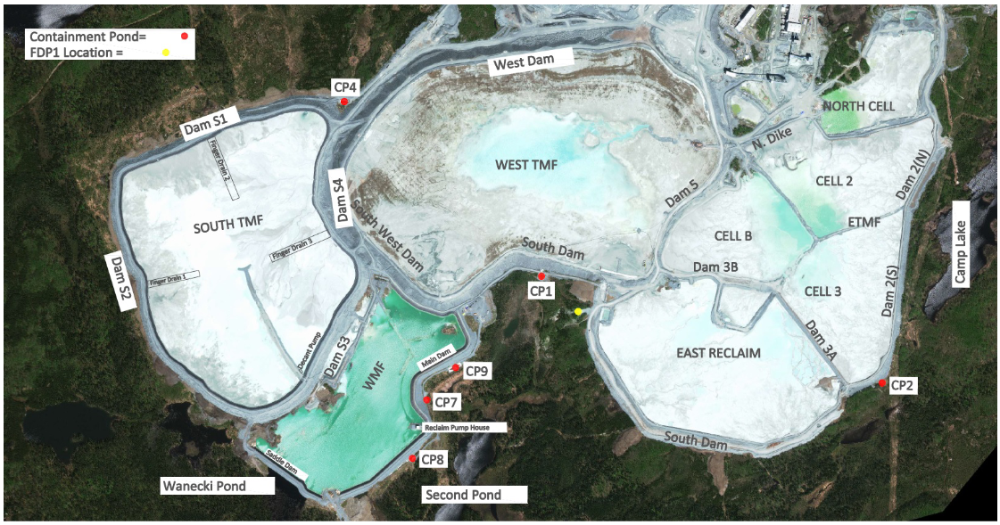 Containment Pond=
FDP1 Location =
West Dam
CP4
Dam S1
NORTH CELL
N. Dike
Finger Drain 2
WEST TMF
Dam 2(N)
CELL 2
Dam S4
Dam 5
SOUTH TMF
South West Dam
ETMF
Camp Lake
CELL B
Finger Drain 3
South Dam
Dam 3B
Dam S2
Finger Drain 1
CP1
CELL 3
Dam 2(S)
Decant Pump
Dam S3
EAST RECLAIM
Dam 3A
Main Dam
WMF
CP9
CP2
CP7
Reclaim Pump House
South Dam
Saddle Dam
CP8
Wanecki Pond
Second Pond